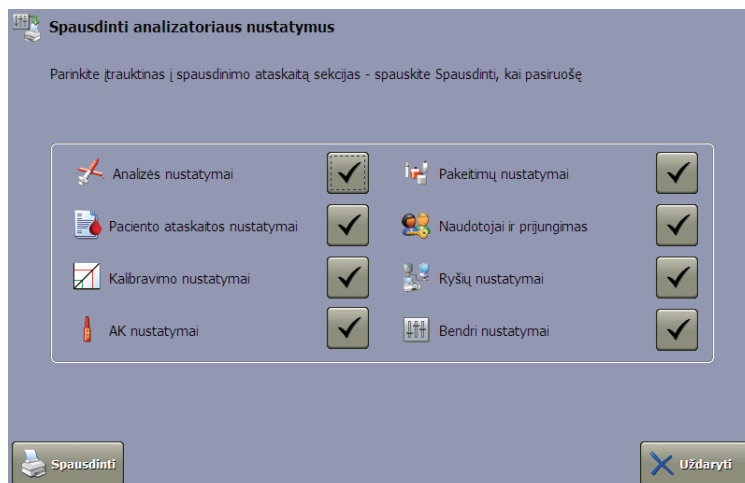 Spausdinti analizatoriaus nustatymus
Parinkite įtrauktinas į spausdinimo ataskaitą sekcijas - spauskite Spausdinti, kai pasiruošę
Analizės nustatymai
Pakeitimų nustatymai
Paciento ataskaitos nustatymai
Naudotojai ir prijungimas
Kalibravimo nustatymai
Ryšių nustatymai
AK nustatymai
Bendri nustatymai
Spausdinti
Uždaryti